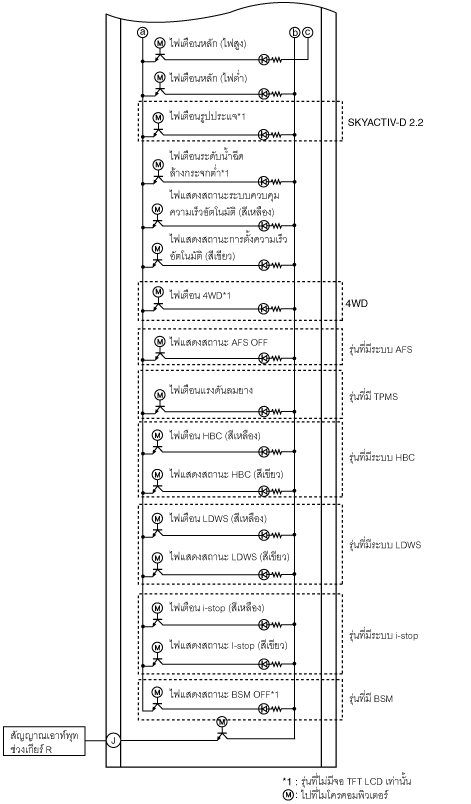 a b c
M ไฟเตือนหลัก (ไฟสูง)
M ไฟเตือนหลัก (ไฟต่ำ)
M ไฟเตือนรูปประแจ*1
SKYACTIV-D 2.2
ไฟเตือนระดับน้ำฉีด
M ล้างกระจกต่ำ*1
ไฟแสดงสถานะระบบควบคุม
M ความเร็วอัตโนมัติ (สีเหลือง)
ไฟแสดงสถานะการตั้งความเร็ว
M อัตโนมัติ (สีเขียว)
M ไฟเตือน 4WD*1
4WD
M ไฟแสดงสถานะ AFS OFF
รุ่นที่มีระบบ AFS
M ไฟเตือนแรงดันลมยาง
รุ่นที่มี TPMS
M ไฟเตือน HBC (สีเหลือง)
รุ่นที่มีระบบ HBC
M ไฟแสดงสถานะ HBC (สีเขียว)
M ไฟเตือน LDWS (สีเหลือง)
รุ่นที่มีระบบ LDWS
M ไฟแสดงสถานะ LDWS (สีเขียว)
M ไฟเตือน i-stop (สีเหลือง)
รุ่นที่มีระบบ i-stop
M ไฟแสดงสถานะ I-stop (สีเขียว)
M ไฟแสดงสถานะ BSM OFF*1
รุ่นที่มี BSM
M
สัญญาณเอาท์พุท
ช่วงเกียร์ R
J
*1 : รุ่นที่ไม่มีจอ TFT LCD เท่านั้น
M : ไปที่ไมโครคอมพิวเตอร์